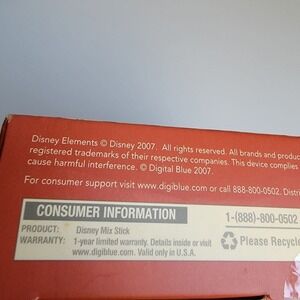 Disney Elements © Disney 2007. All rights reserved. All brands and produc
registered trademarks of their respective companies. This device complies
cause harmful interference. © Digital Blue 2007.
For consumer support visit www.digiblue.com or call 888-800-0502. Distri
CONSUMER INFORMATION
1-(888)-800-0502
PRODUCT: Disney Mix Stick
WARRANTY: 1-year limited warranty. Details inside or visit
www.digiblue.com. Valid only in U.S.A.
Please Recycle